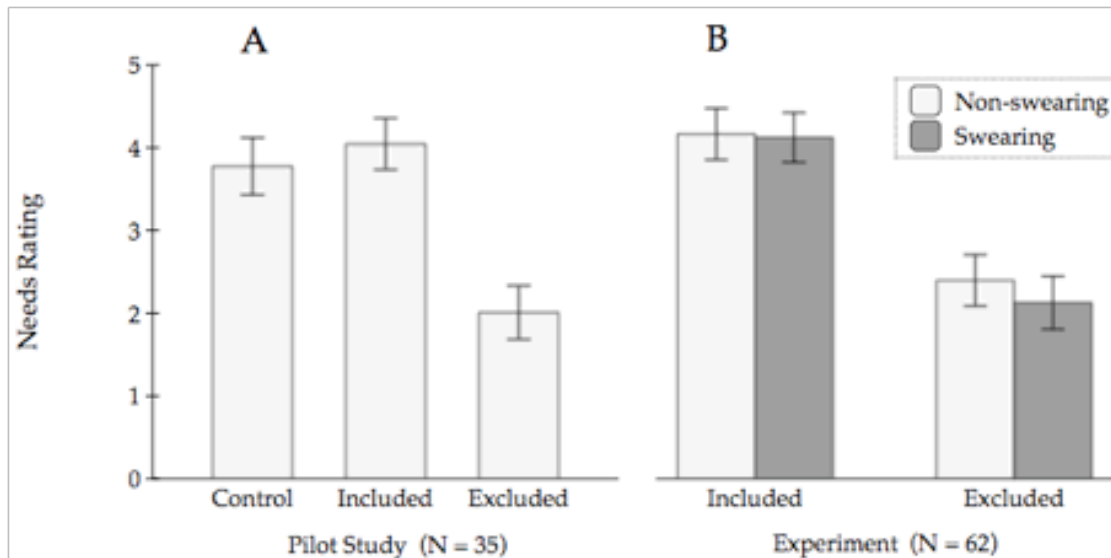 A
B
5
4
3
2
1
0
Needs Rating
Non-swearing
Swearing
Control Included Excluded
Included Excluded
Pilot Study (N = 35)
Experiment (N = 62)